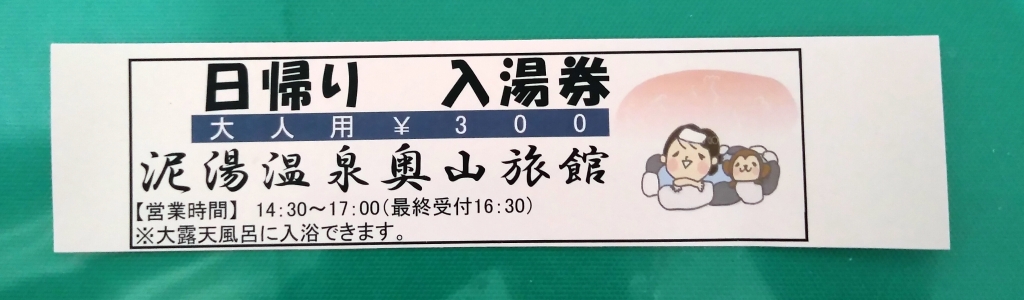 日帰り 入湯券
大人用¥300
泥湯温泉奥山旅館
【営業時間】 14:30～17:00(最終受付16:30)
※大露天風呂に入浴できます。